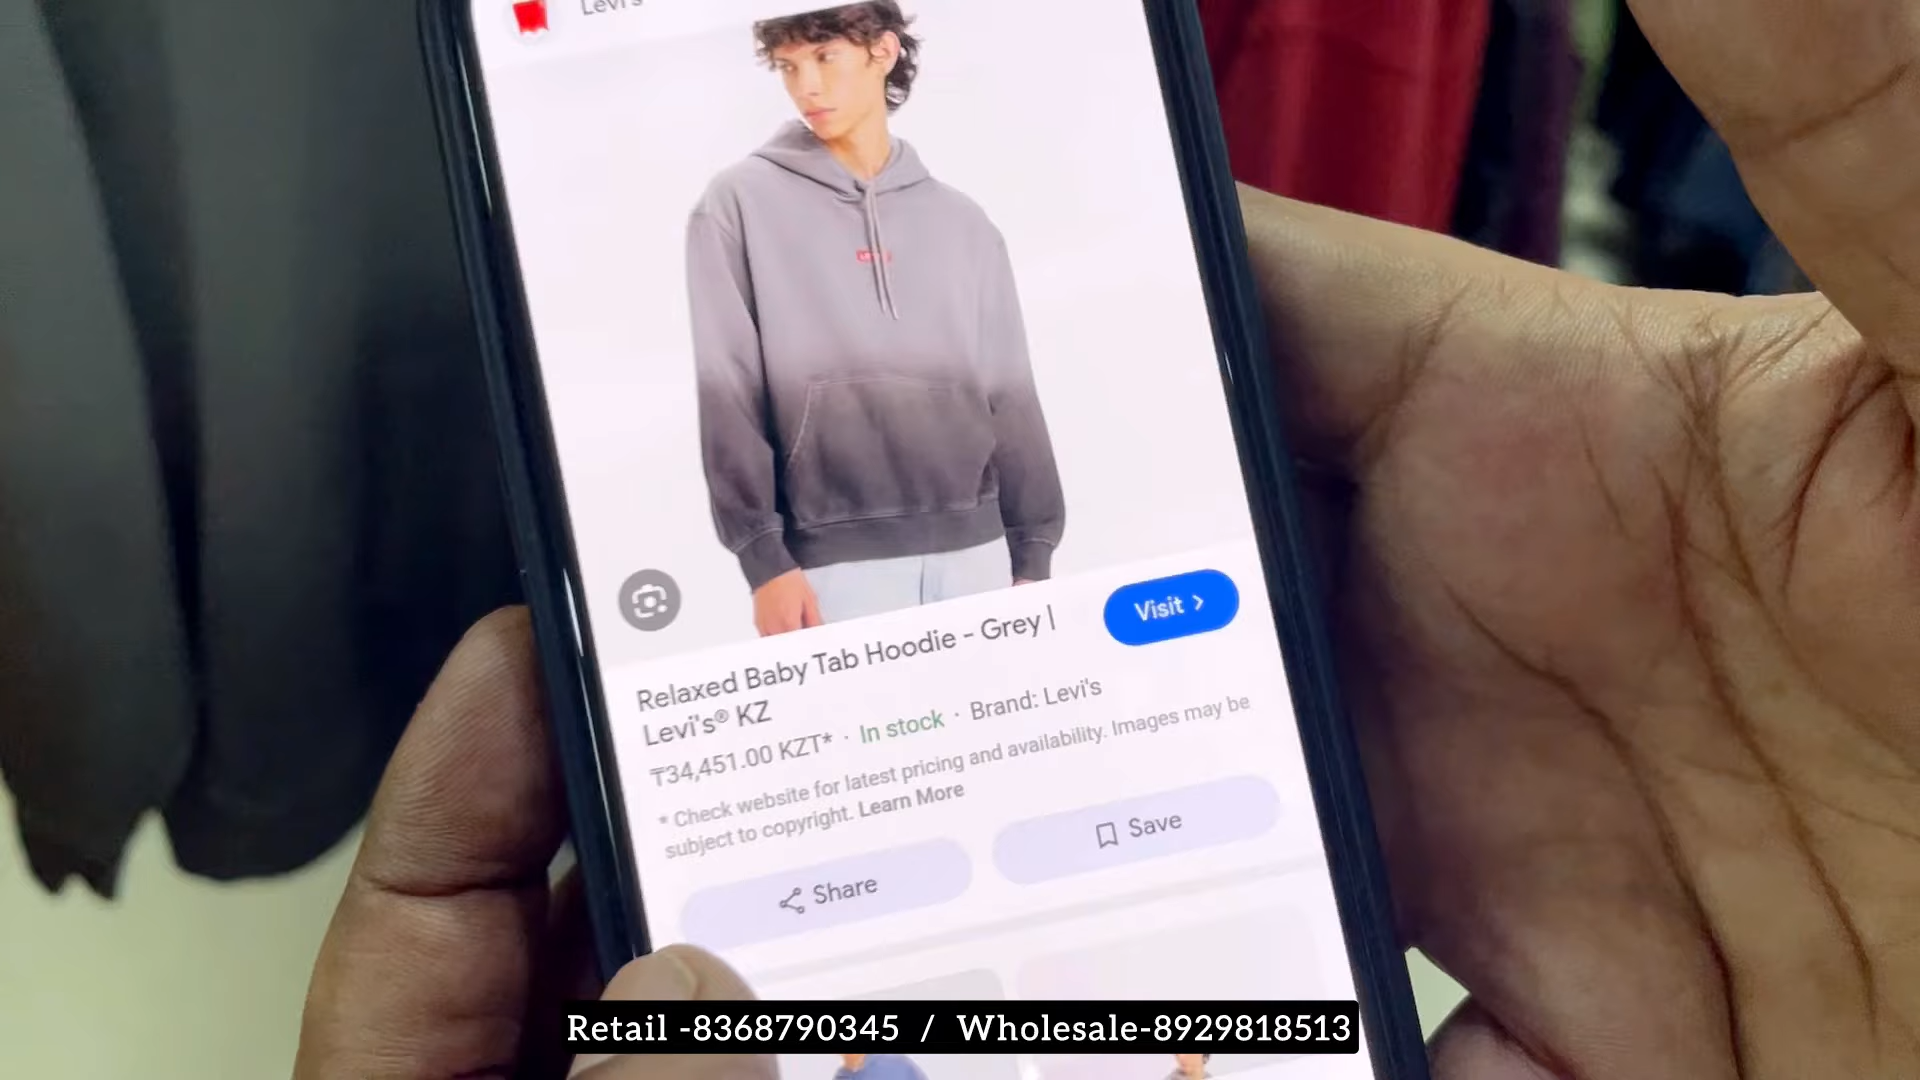 Levi's
Relaxed Baby Tab Hoodie - Grey |
Levi's® KZ
₸34,451.00 KZT* · In stock · Brand: Levi's
* Check website for latest pricing and availability. Images may be
subject to copyright. Learn More
Visit >
Share
Save
Retail -8368790345 / Wholesale-8929818513